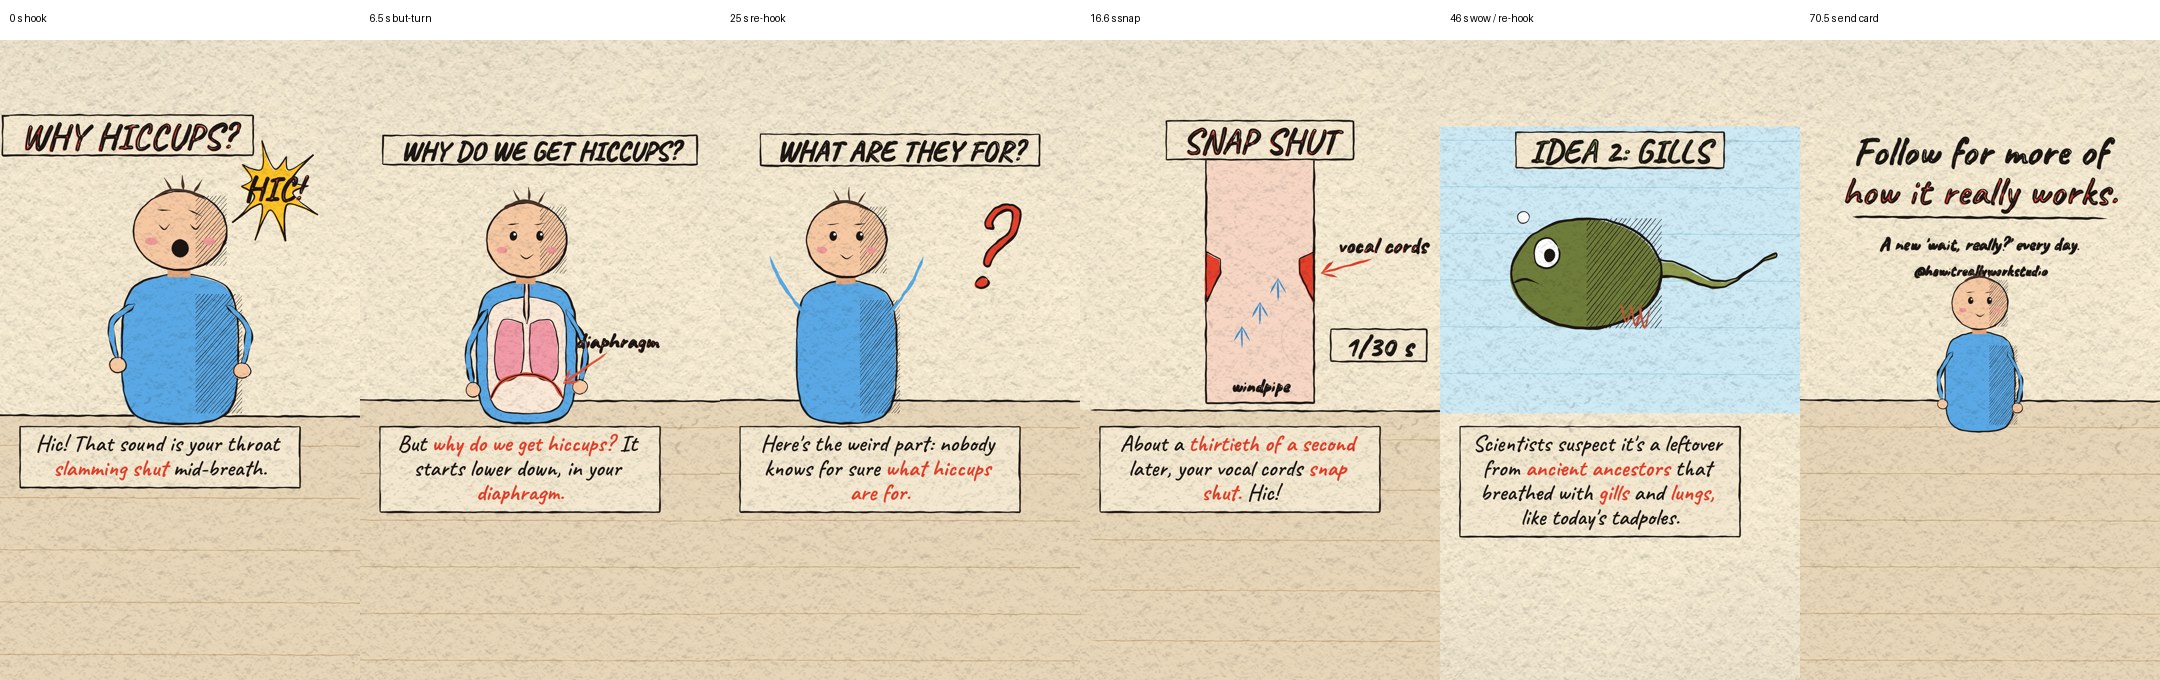 0 s hook
WHY HICCUPS?
HIC!
Hic! That sound is your throat
slamming shut mid-breath.
6.5 s but-turn
WHY DO WE GET HICCUPS?
diaphragm
But why do we get hiccups? It
starts lower down, in your
diaphragm.
25 s re-hook
WHAT ARE THEY FOR?
?
Here's the weird part: nobody
knows for sure what hiccups
are for.
16.6 s snap
SNAP SHUT
vocal cords
1/30 s
windpipe
About a thirtieth of a second
later, your vocal cords snap
shut. Hic!
46 s wow / re-hook
IDEA 2: GILLS
Scientists suspect it's a leftover
from ancient ancestors that
breathed with gills and lungs,
like today's tadpoles.
70.5 s end card
Follow for more of
how it really works.
A new 'wait, really?' every day.
@howitreallyworkstudio